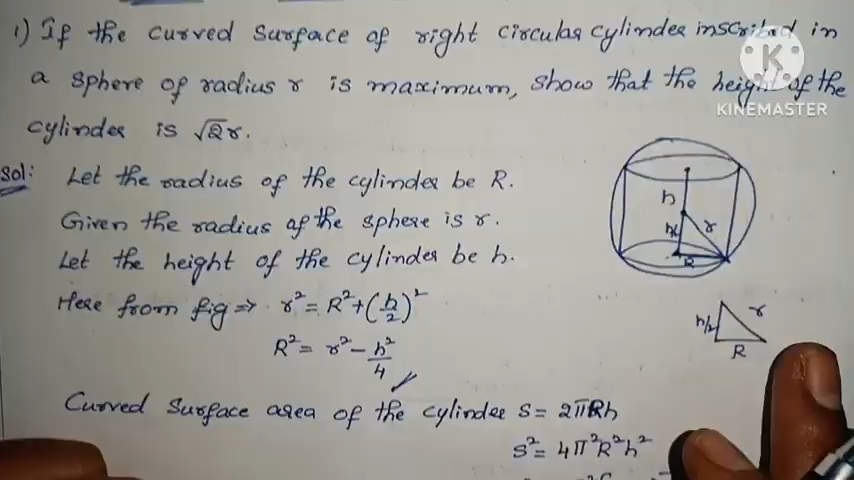 1) If the curved surface of right circular cylinder inscribed in
a sphere of radius r is maximum, show that the height of the
cylinder is √2r.
K
KINEMASTER
Sol: Let the radius of the cylinder be R.
Given the radius of the sphere is r.
Let the height of the cylinder be h.
Here from fig ⇒ r² = R² + (h/2)²
R² = r² - h²/4
Curved surface area of the cylinder S = 2πRh
S² = 4π²R²h²
h
r
R
h/2
r
R